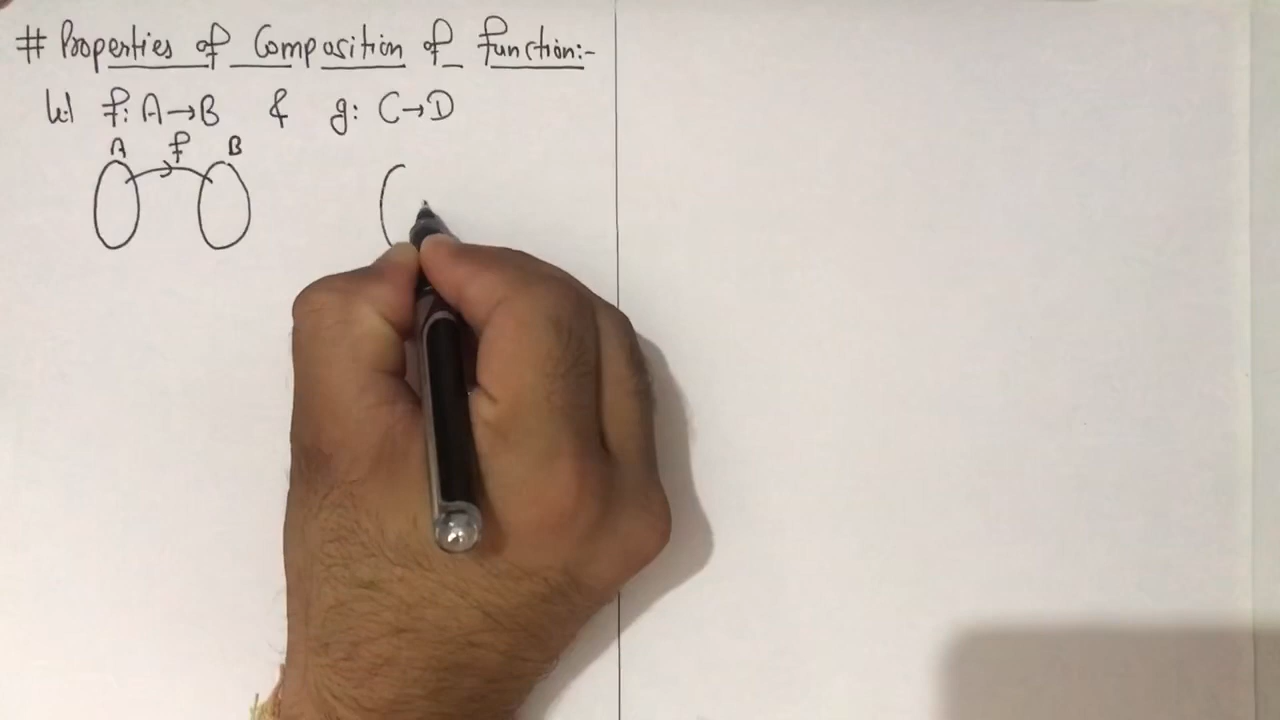 # Properties of Composition of function:-
let f: A→B & g: C→D
A f B